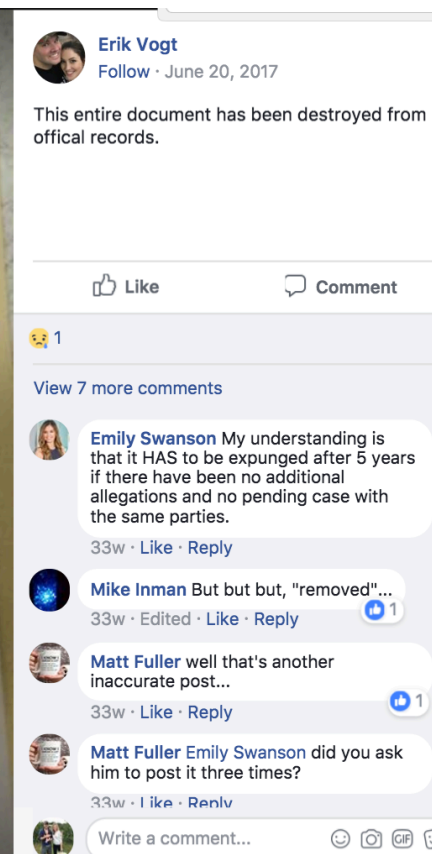 Erik Vogt
Follow · June 20, 2017
This entire document has been destroyed from
offical records.
Like
Comment
1
View 7 more comments
Emily Swanson My understanding is
that it HAS to be expunged after 5 years
if there have been no additional
allegations and no pending case with
the same parties.
33w · Like · Reply
Mike Inman But but but, "removed"...
1
33w · Edited · Like · Reply
Matt Fuller well that's another
inaccurate post...
1
33w · Like · Reply
Matt Fuller Emily Swanson did you ask
him to post it three times?
33w · Like · Reply
Write a comment...
GIF